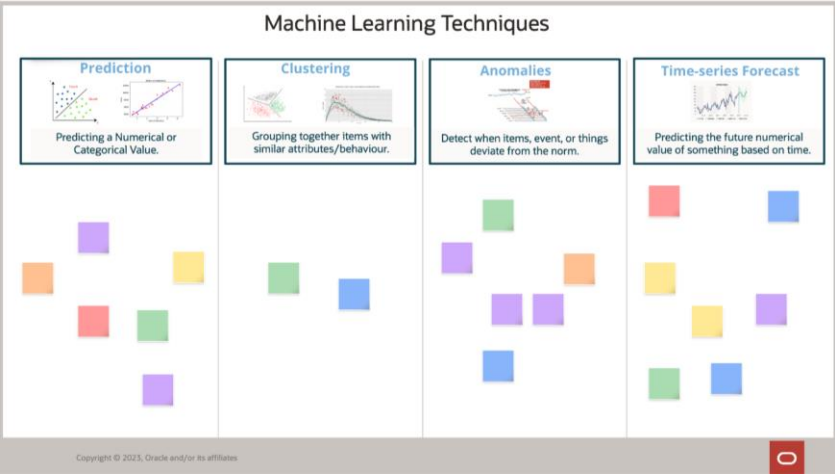 Machine Learning Techniques
Prediction
Predicting a Numerical or
Categorical Value.
Clustering
Grouping together items with
similar attributes/behaviour.
Anomalies
Detect when items, event, or things
deviate from the norm.
Time-series Forecast
Predicting the future numerical
value of something based on time.
Copyright © 2023, Oracle and/or its affiliates